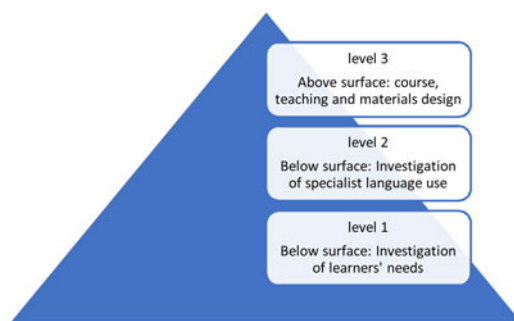 level 3
Above surface: course,
teaching and materials design
level 2
Below surface: Investigation
of specialist language use
level 1
Below surface: Investigation
of learners' needs